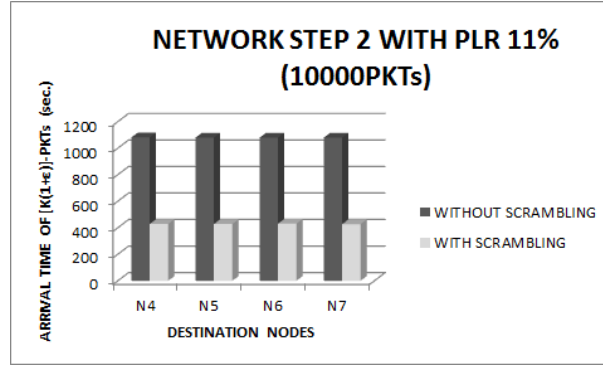 NETWORK STEP 2 WITH PLR 11%
(10000PKTs)
ARRIVAL TIME OF [K(1+ε)]-PKTs (sec.)
1200
1000
800
600
400
200
0
N4 N5 N6 N7
DESTINATION NODES
WITHOUT SCRAMBLING
WITH SCRAMBLING